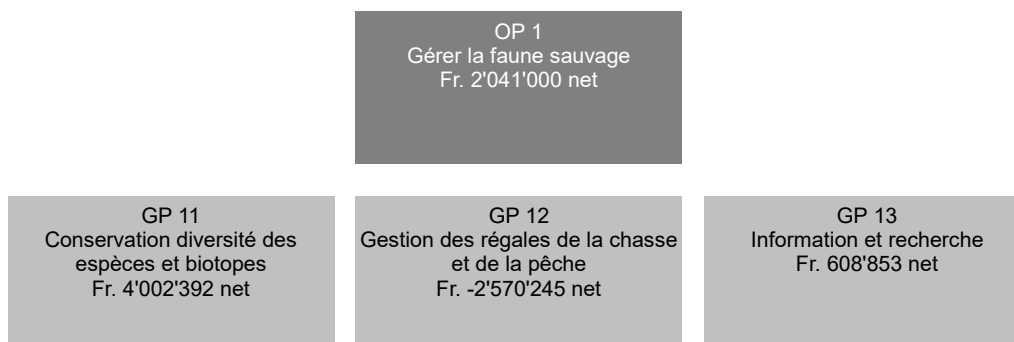 OP 1
Gérer la faune sauvage
Fr. 2'041'000 net
GP 11
Conservation diversité des
espèces et biotopes
Fr. 4'002'392 net
GP 12
Gestion des régales de la chasse
et de la pêche
Fr. -2'570'245 net
GP 13
Information et recherche
Fr. 608'853 net